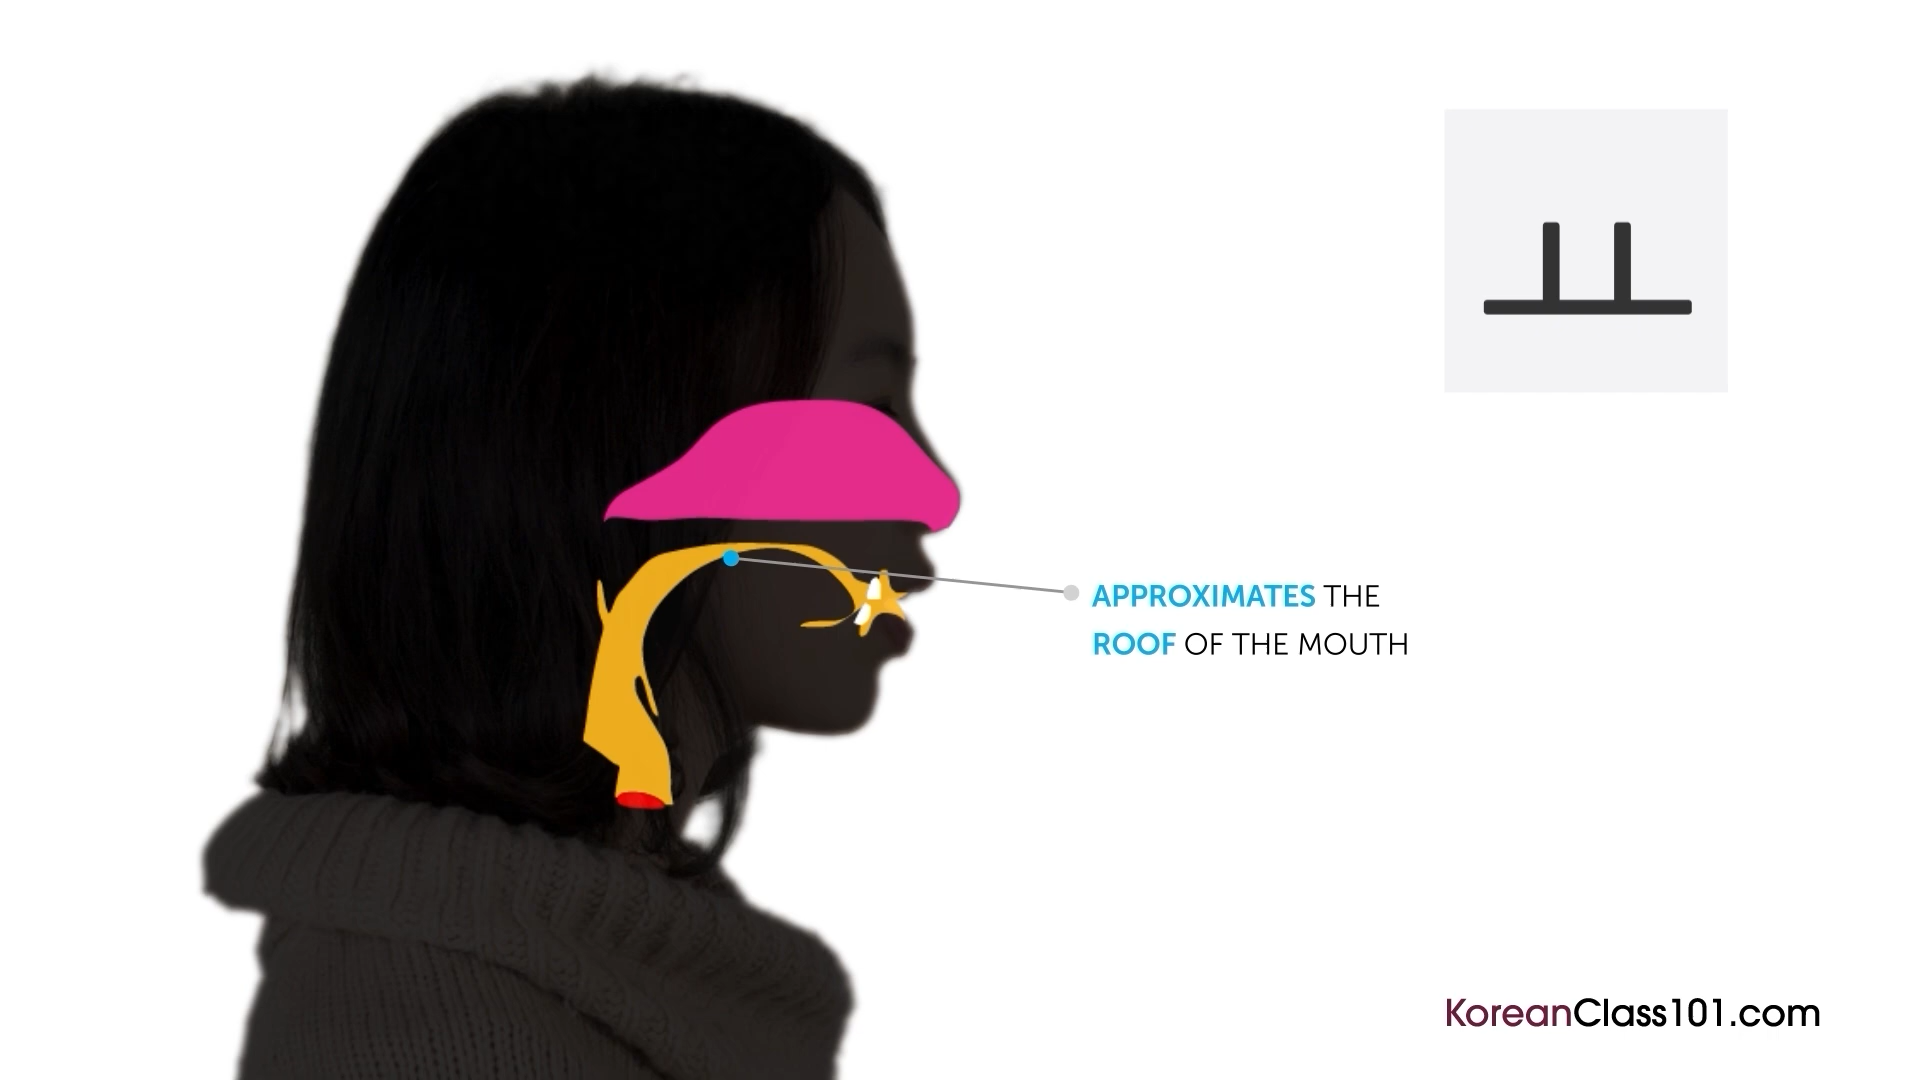 ㅛ
APPROXIMATES THE
ROOF OF THE MOUTH
KoreanClass101.com